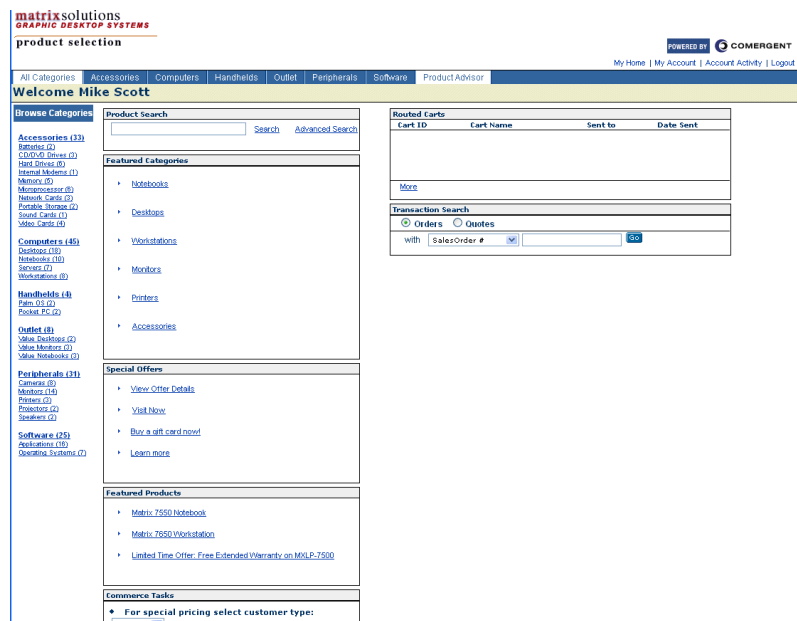 matrixsolutions
GRAPHIC DESKTOP SYSTEMS
product selection
POWERED BY COMERGENT
My Home | My Account | Account Activity | Logout
All Categories Accessories Computers Handhelds Outlet Peripherals Software Product Advisor
Welcome Mike Scott
Browse Categories
Accessories (33)
Batteries (2)
CD/DVD Drives (3)
Hard Drives (6)
Internal Modems (1)
Memory (5)
Microprocessor (6)
Network Cards (3)
Portable Storage (2)
Sound Cards (1)
Video Cards (4)
Computers (45)
Desktops (18)
Notebooks (10)
Servers (7)
Workstations (8)
Handhelds (4)
Palm OS (2)
Pocket PC (2)
Outlet (8)
Value Desktops (2)
Value Monitors (3)
Value Notebooks (3)
Peripherals (31)
Cameras (8)
Monitors (14)
Printers (3)
Projectors (2)
Speakers (2)
Software (25)
Applications (16)
Operating Systems (7)
Product Search
Search Advanced Search
Featured Categories
Notebooks
Desktops
Workstations
Monitors
Printers
Accessories
Special Offers
View Offer Details
Visit Now
Buy a gift card now!
Learn more
Featured Products
Matrix 7550 Notebook
Matrix 7650 Workstation
Limited Time Offer: Free Extended Warranty on MXLP-7500
Commerce Tasks
For special pricing select customer type:
Routed Carts
Cart ID Cart Name Sent to Date Sent
More
Transaction Search
Orders Quotes
with SalesOrder # Go